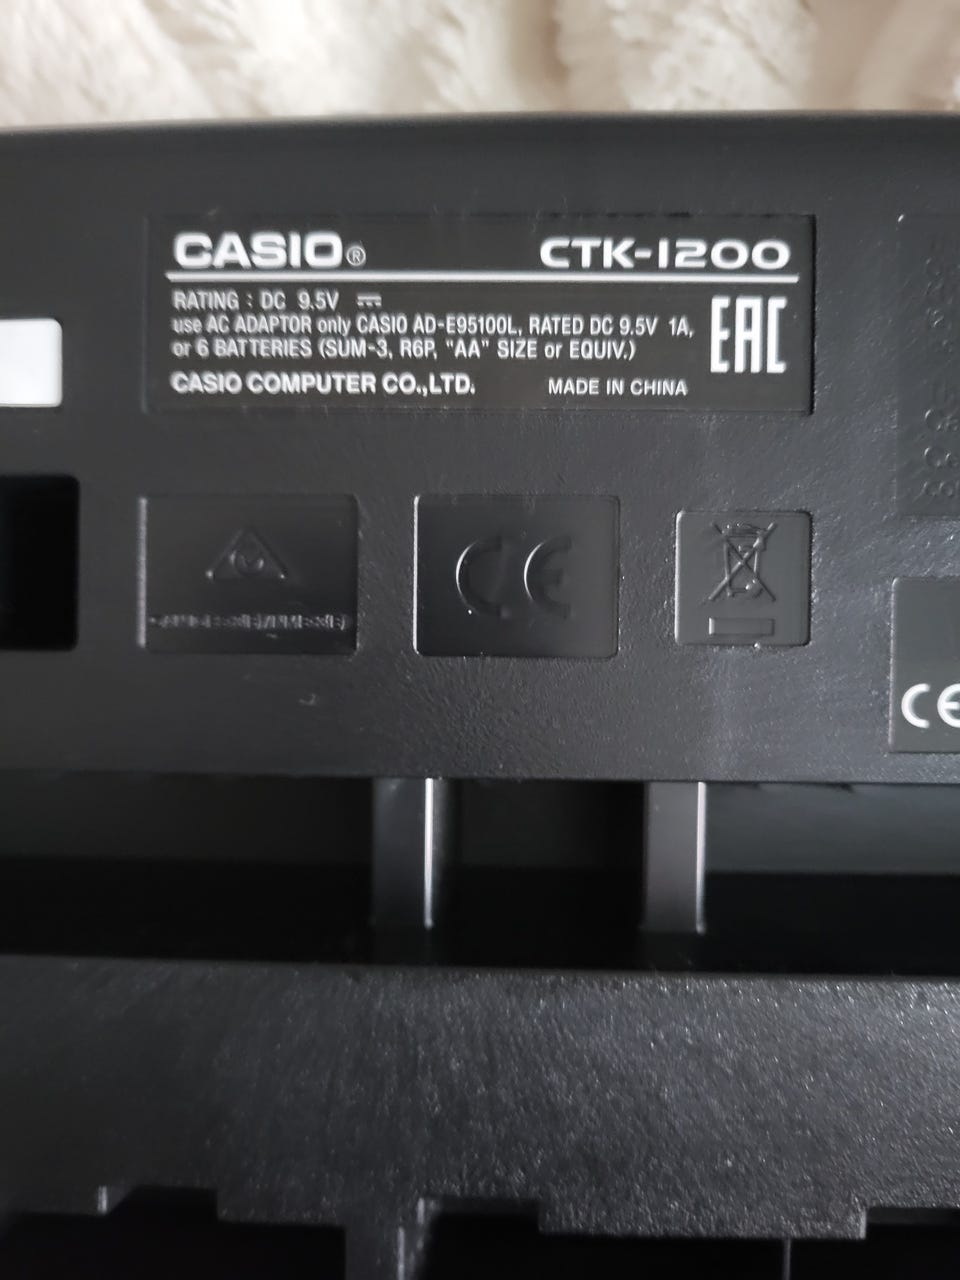 CASIO® CTK-1200
RATING : DC 9.5V ⎓
use AC ADAPTOR only CASIO AD-E95100L, RATED DC 9.5V 1A,
or 6 BATTERIES (SUM-3, R6P, "AA" SIZE or EQUIV.)
EAC
CASIO COMPUTER CO.,LTD. MADE IN CHINA
CE
CE